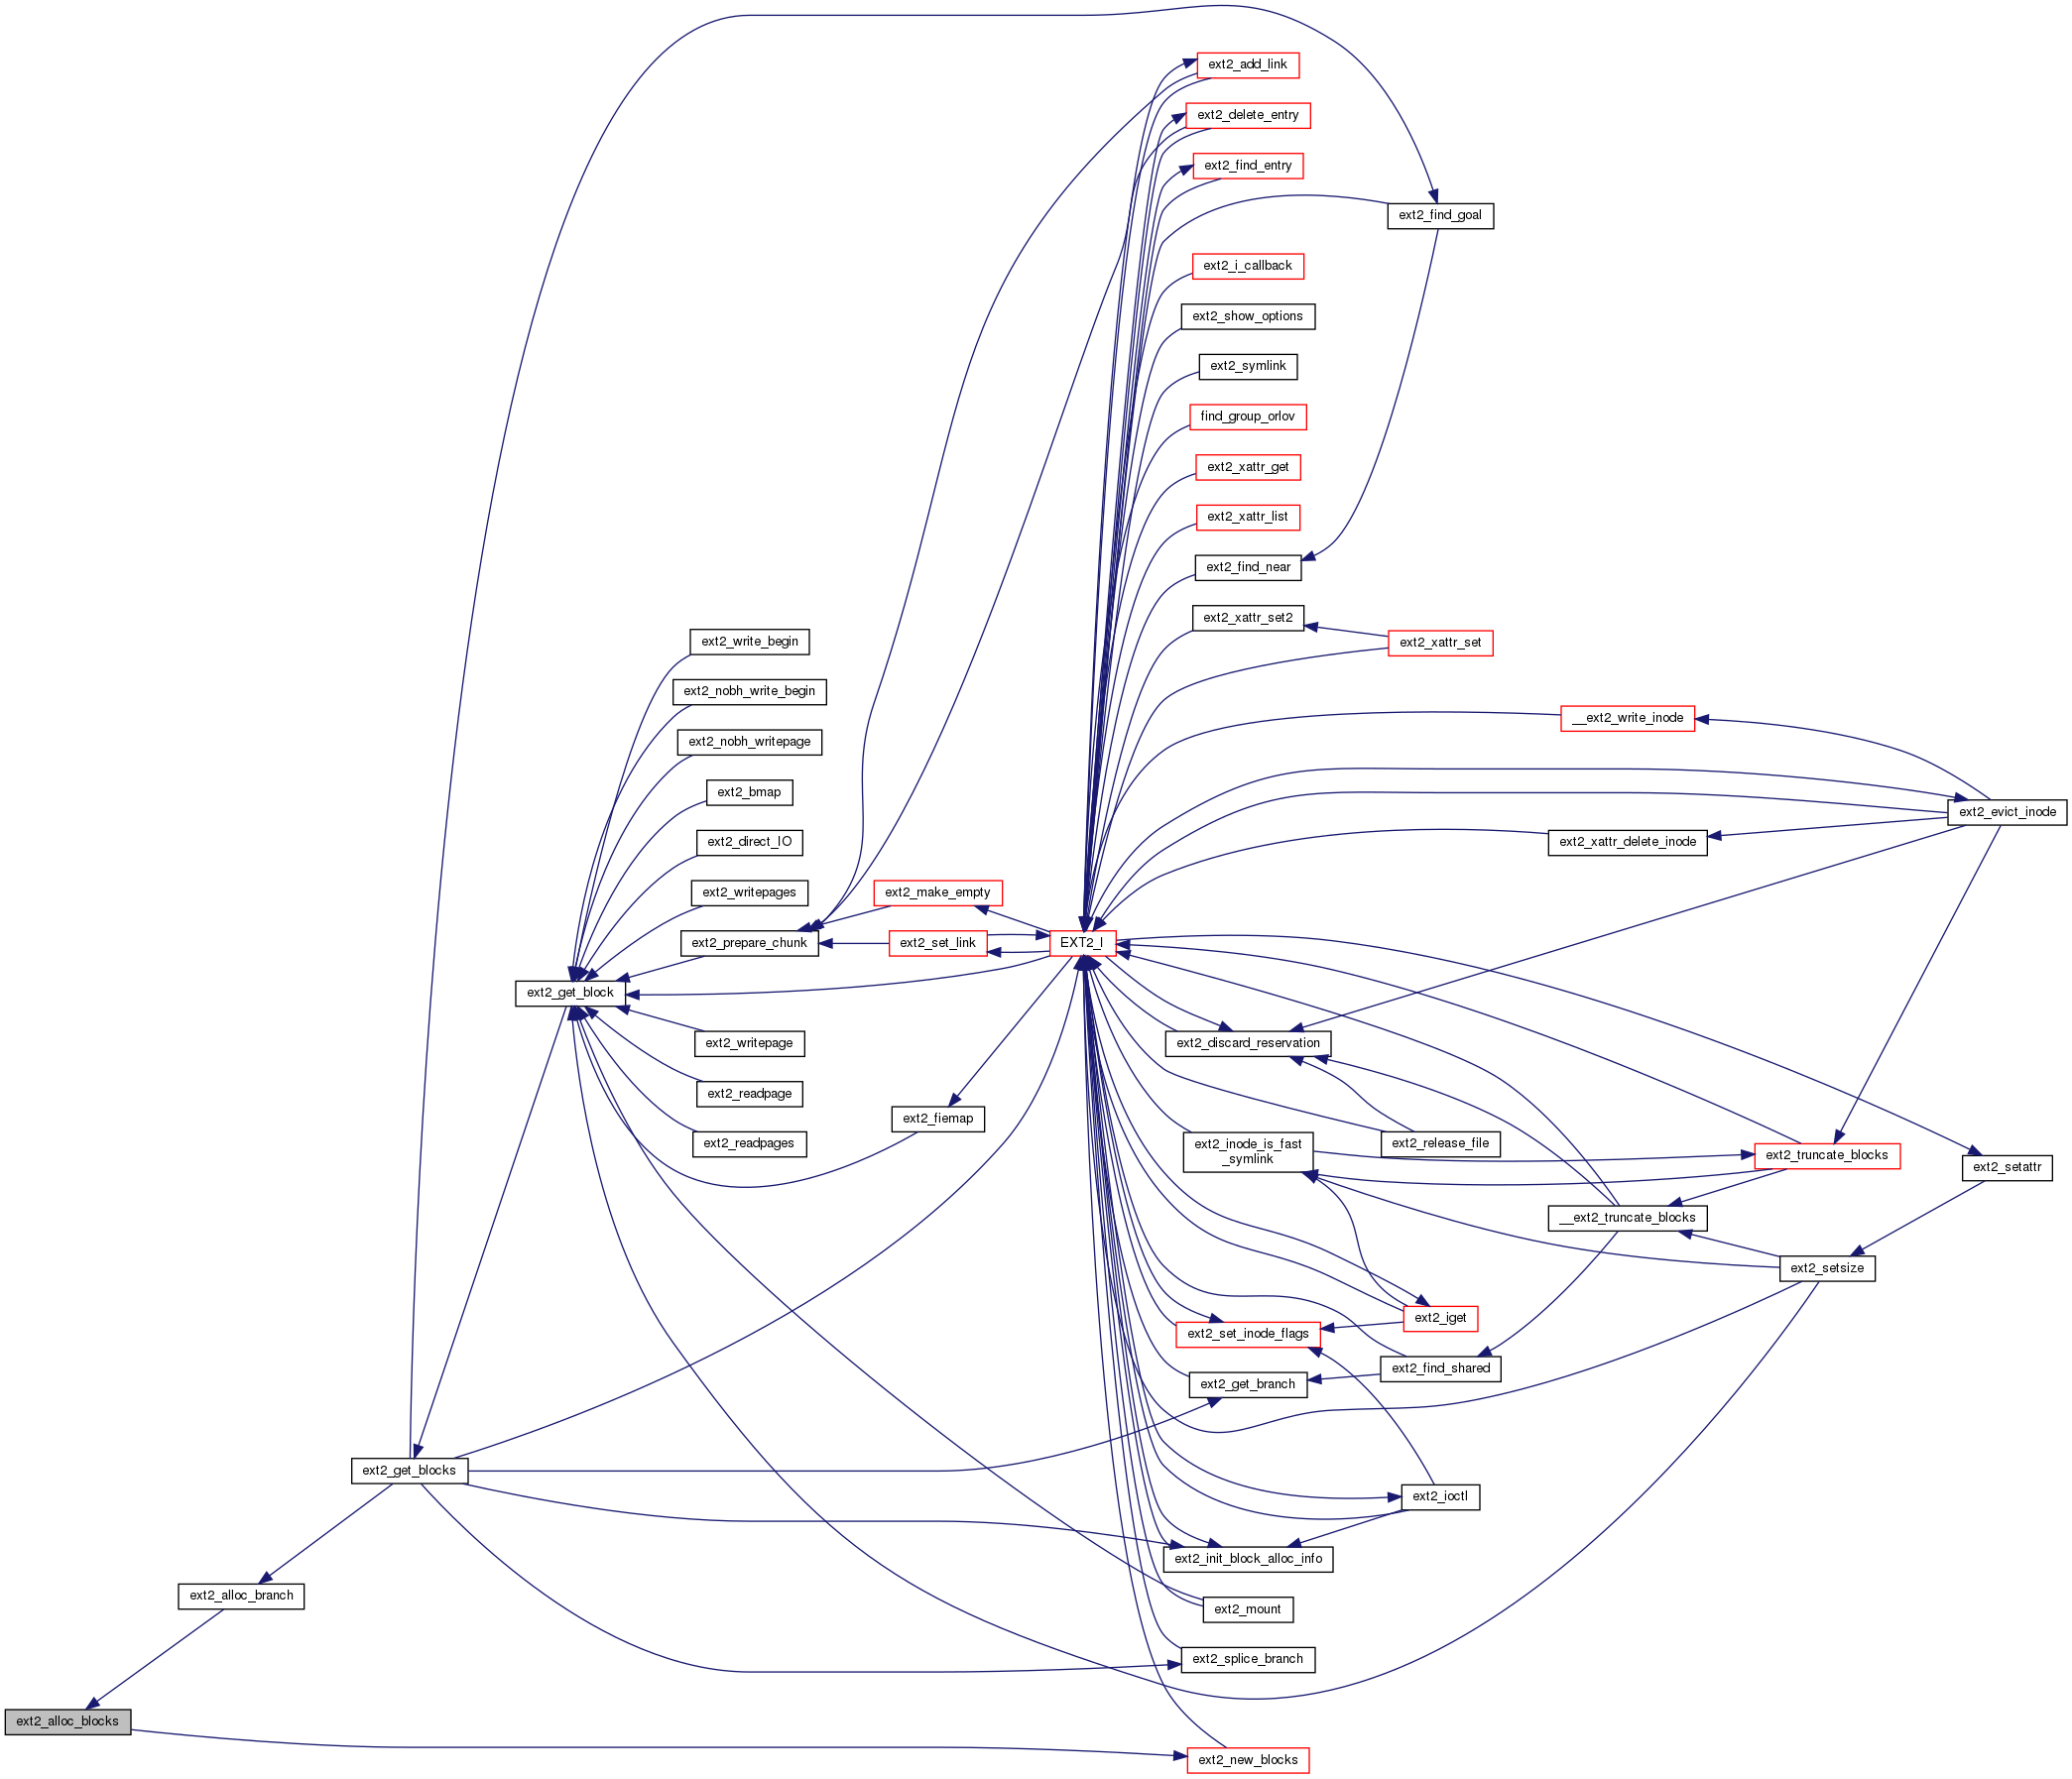 ext2_add_link
ext2_delete_entry
ext2_find_entry
ext2_find_goal
ext2_i_callback
ext2_show_options
ext2_symlink
find_group_orlov
ext2_xattr_get
ext2_xattr_list
ext2_find_near
ext2_xattr_set2
ext2_xattr_set
ext2_write_begin
ext2_nobh_write_begin
__ext2_write_inode
ext2_nobh_writepage
ext2_bmap
ext2_evict_inode
ext2_direct_IO
ext2_xattr_delete_inode
ext2_writepages
ext2_make_empty
ext2_prepare_chunk
ext2_set_link
EXT2_I
ext2_get_block
ext2_writepage
ext2_discard_reservation
ext2_readpage
ext2_fiemap
ext2_readpages
ext2_inode_is_fast
_symlink
ext2_release_file
ext2_truncate_blocks
ext2_setattr
__ext2_truncate_blocks
ext2_setsize
ext2_iget
ext2_set_inode_flags
ext2_find_shared
ext2_get_branch
ext2_get_blocks
ext2_ioctl
ext2_init_block_alloc_info
ext2_alloc_branch
ext2_mount
ext2_splice_branch
ext2_alloc_blocks
ext2_new_blocks